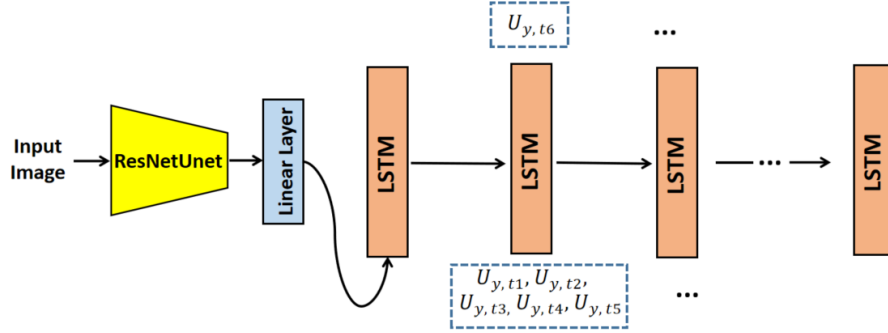 Input
Image
ResNetUnet
Linear Layer
LSTM
U_{y,t6}
LSTM
U_{y,t1}, U_{y,t2},
U_{y,t3}, U_{y,t4}, U_{y,t5}
...
LSTM
...
...
LSTM